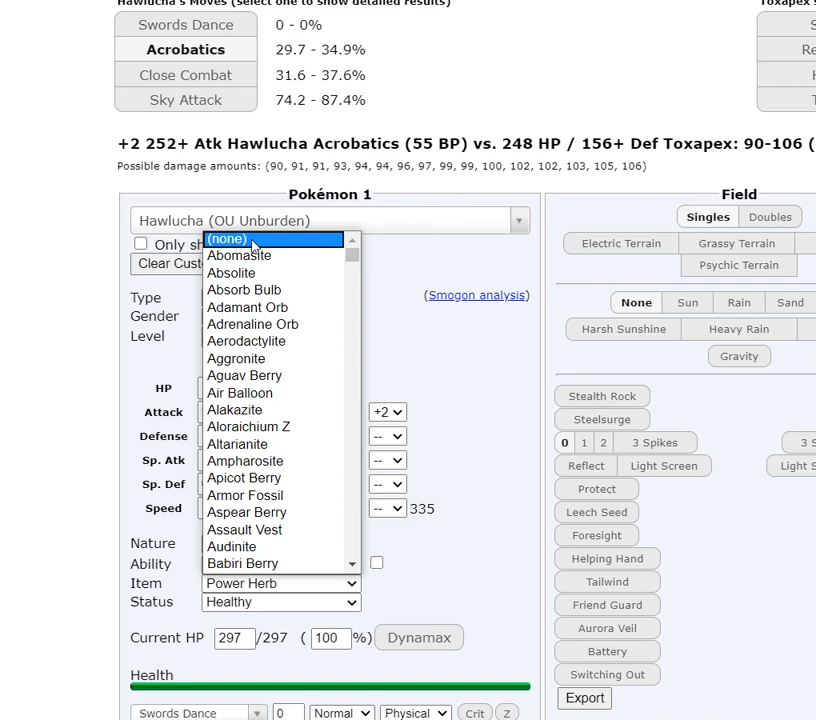 Hawlucha's Moves (select one to show detailed results)
Toxapex's
Swords Dance 0 - 0%
Acrobatics 29.7 - 34.9%
Re
Close Combat 31.6 - 37.6%
H
Sky Attack 74.2 - 87.4%
+2 252+ Atk Hawlucha Acrobatics (55 BP) vs. 248 HP / 156+ Def Toxapex: 90-106 (
Possible damage amounts: (90, 91, 91, 93, 94, 94, 96, 97, 99, 99, 100, 102, 102, 103, 105, 106)
Pokémon 1
Hawlucha (OU Unburden)
Only sh
Clear Cust
Type
(Smogon analysis)
Gender
Level
HP
Attack +2
Defense --
Sp. Atk --
Sp. Def --
Speed -- 335
Nature
Ability
Item Power Herb
Status Healthy
(none)
Abomasite
Absolite
Absorb Bulb
Adamant Orb
Adrenaline Orb
Aerodactylite
Aggronite
Aguav Berry
Air Balloon
Alakazite
Aloraichium Z
Altarianite
Ampharosite
Apicot Berry
Armor Fossil
Aspear Berry
Assault Vest
Audinite
Babiri Berry
Current HP 297 /297 ( 100 %) Dynamax
Health
Swords Dance 0 Normal Physical Crit Z
Field
Singles Doubles
Electric Terrain Grassy Terrain
Psychic Terrain
None Sun Rain Sand
Harsh Sunshine Heavy Rain
Gravity
Stealth Rock
Steelsurge
0 1 2 3 Spikes 3 S
Reflect Light Screen Light S
Protect
Leech Seed
Foresight
Helping Hand
Tailwind
Friend Guard
Aurora Veil
Battery
Switching Out
Export